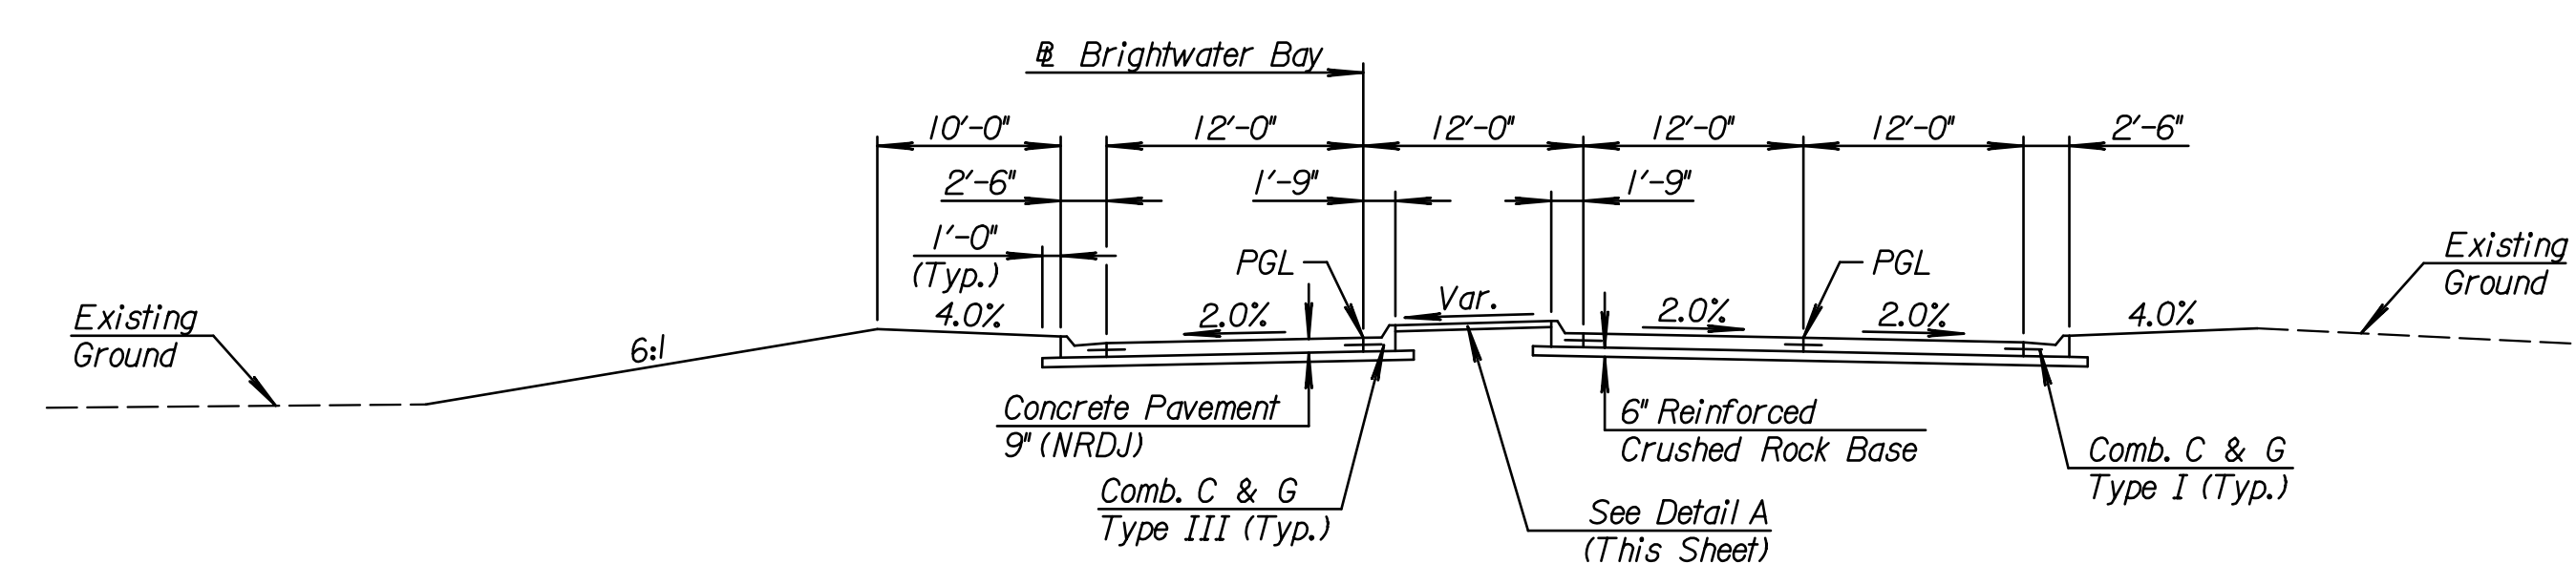 ℄ Brightwater Bay
10'-0"
12'-0"
12'-0"
12'-0"
12'-0"
2'-6"
2'-6"
1'-9"
1'-9"
1'-0"
(Typ.)
PGL
PGL
Existing
Ground
Existing
Ground
6:1
4.0%
2.0%
Var.
2.0%
2.0%
4.0%
Concrete Pavement
9" (NRDJ)
6" Reinforced
Crushed Rock Base
Comb. C & G
Type III (Typ.)
See Detail A
(This Sheet)
Comb. C & G
Type I (Typ.)